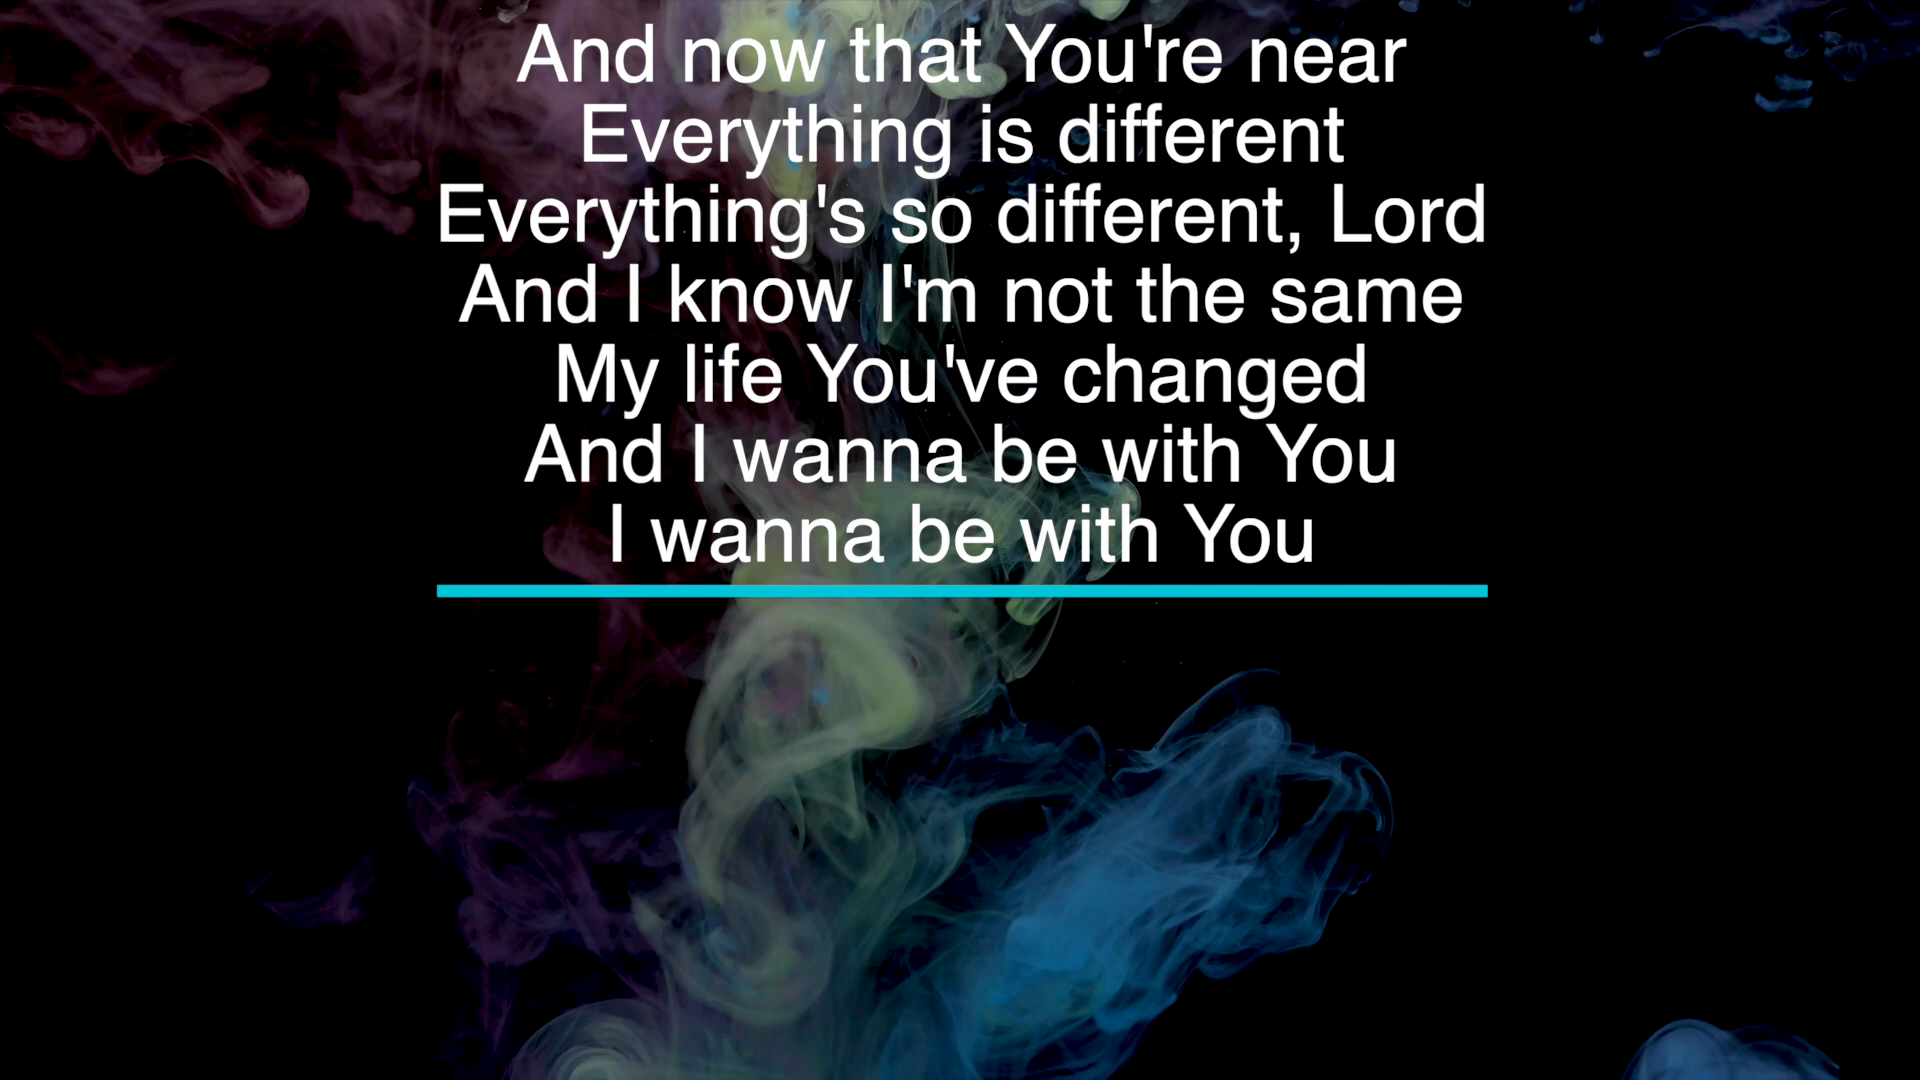 And now that You're near
Everything is different
Everything's so different, Lord
And I know I'm not the same
My life You've changed
And I wanna be with You
I wanna be with You